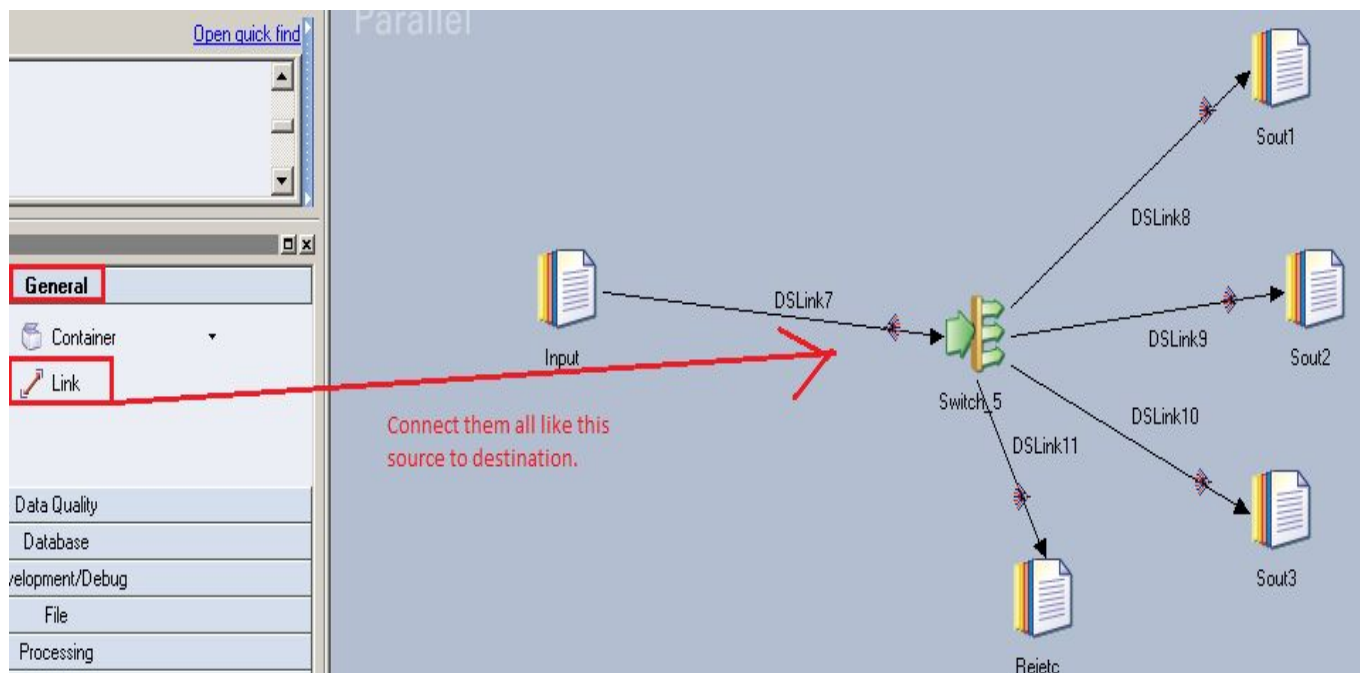 Open quick find
Parallel
General
Container
Link
Data Quality
Database
velopment/Debug
File
Processing
Input
DSLink7
Switch_5
DSLink8
DSLink9
DSLink10
DSLink11
Sout1
Sout2
Sout3
Rejetc
Connect them all like this
source to destination.